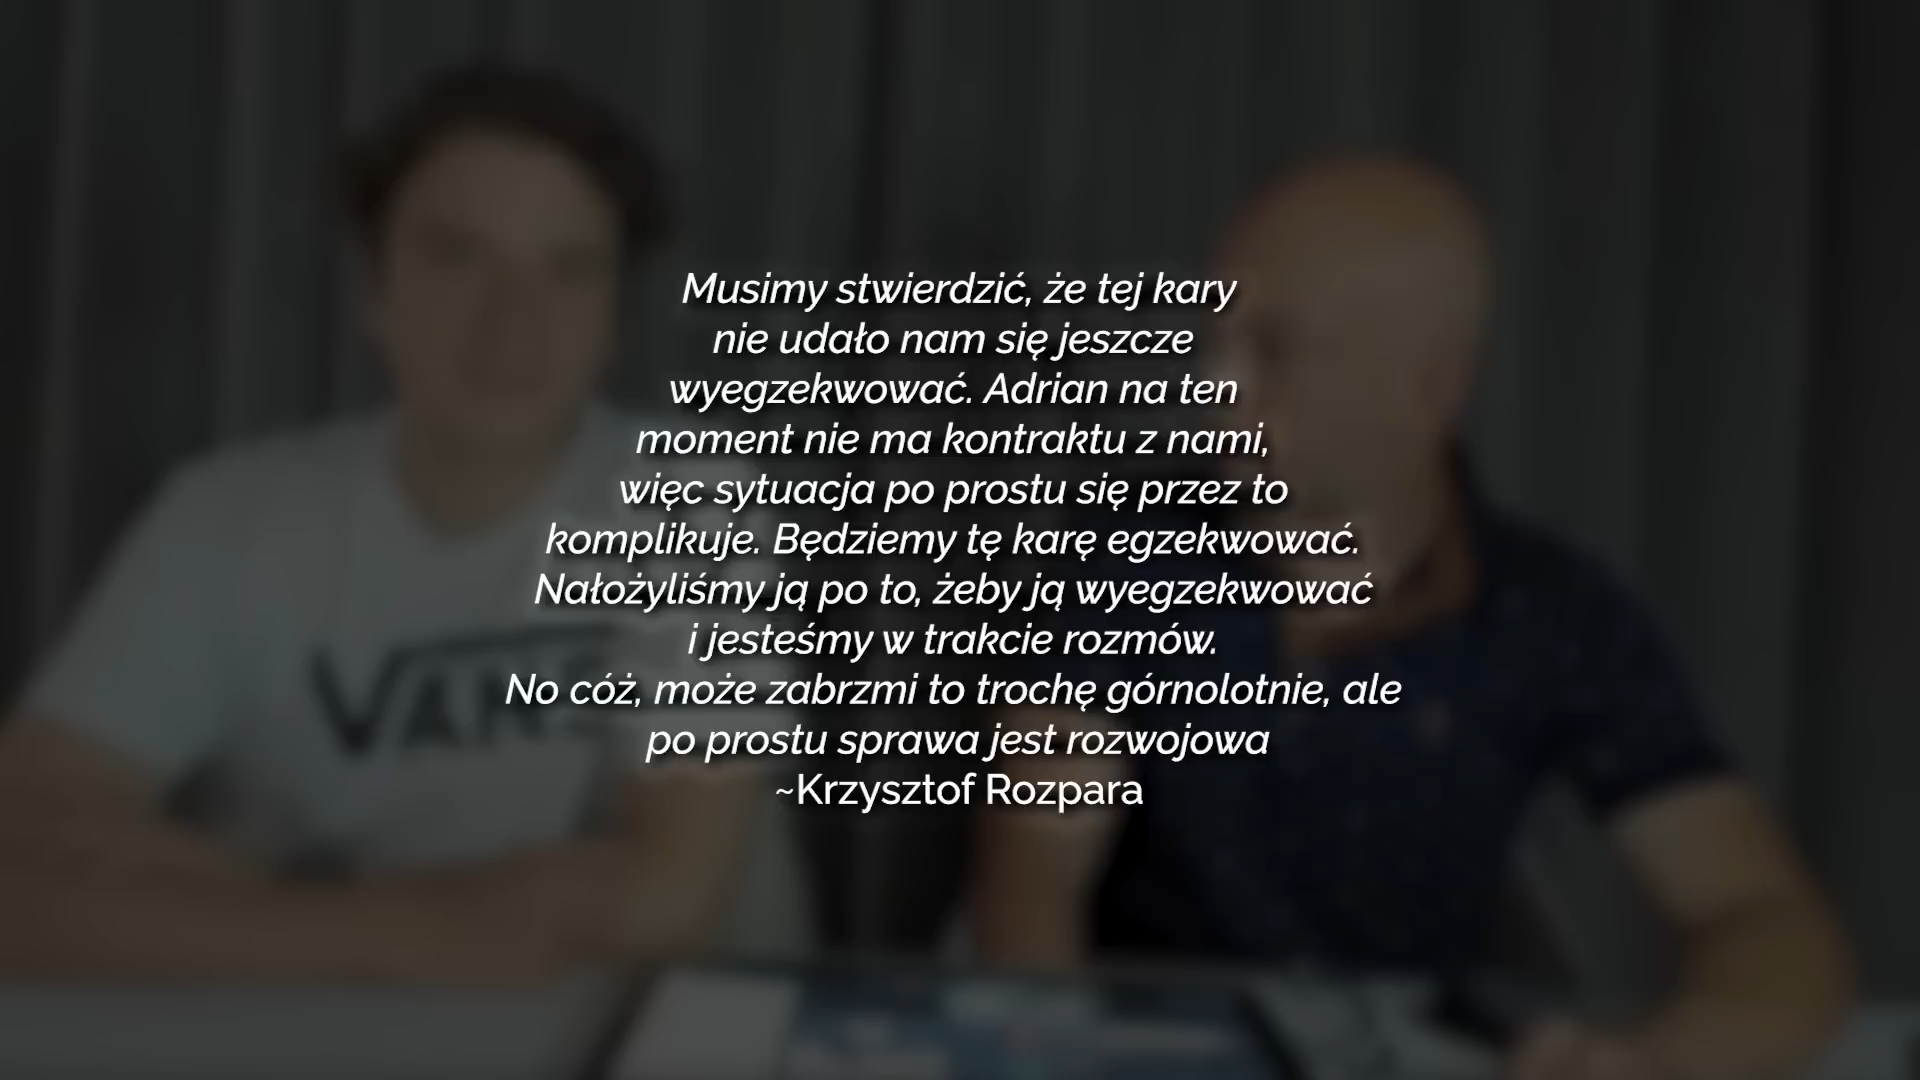 Musimy stwierdzić, że tej kary
nie udało nam się jeszcze
wyegzekwować. Adrian na ten
moment nie ma kontraktu z nami,
więc sytuacja po prostu się przez to
komplikuje. Będziemy tę karę egzekwować.
Nałożyliśmy ją po to, żeby ją wyegzekwować
i jesteśmy w trakcie rozmów.
No cóż, może zabrzmi to trochę górnolotnie, ale
po prostu sprawa jest rozwojowa
~Krzysztof Rozpara
VANS